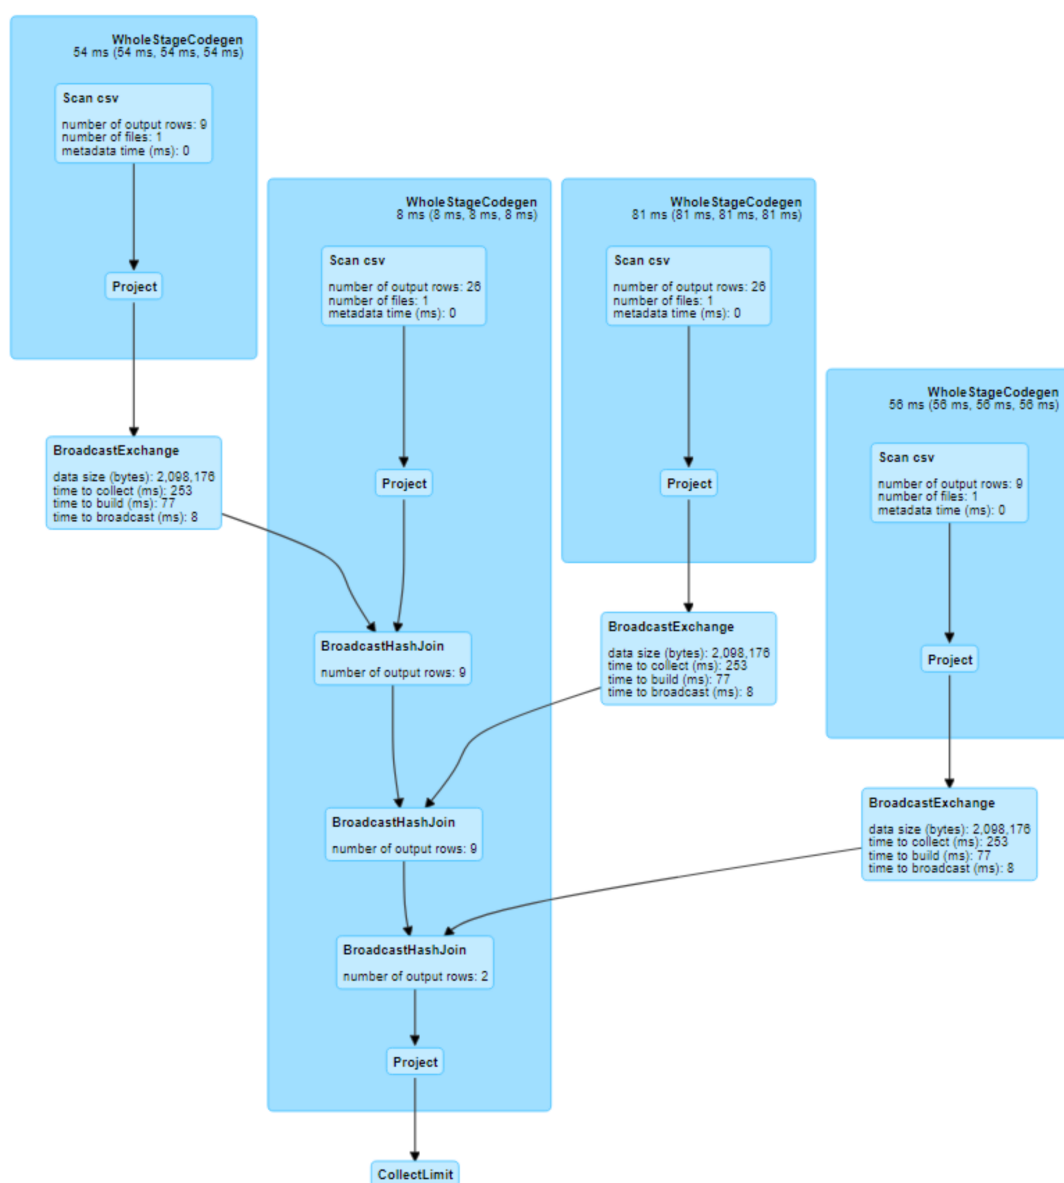 WholeStageCodegen
54 ms (54 ms, 54 ms, 54 ms)
Scan csv
number of output rows: 9
number of files: 1
metadata time (ms): 0
Project
BroadcastExchange
data size (bytes): 2,098,176
time to collect (ms): 253
time to build (ms): 77
time to broadcast (ms): 8
WholeStageCodegen
8 ms (8 ms, 8 ms, 8 ms)
Scan csv
number of output rows: 26
number of files: 1
metadata time (ms): 0
Project
BroadcastHashJoin
number of output rows: 9
WholeStageCodegen
81 ms (81 ms, 81 ms, 81 ms)
Scan csv
number of output rows: 26
number of files: 1
metadata time (ms): 0
Project
BroadcastExchange
data size (bytes): 2,098,176
time to collect (ms): 253
time to build (ms): 77
time to broadcast (ms): 8
BroadcastHashJoin
number of output rows: 9
WholeStageCodegen
56 ms (56 ms, 56 ms, 56 ms)
Scan csv
number of output rows: 9
number of files: 1
metadata time (ms): 0
Project
BroadcastExchange
data size (bytes): 2,098,176
time to collect (ms): 253
time to build (ms): 77
time to broadcast (ms): 8
BroadcastHashJoin
number of output rows: 2
Project
CollectLimit